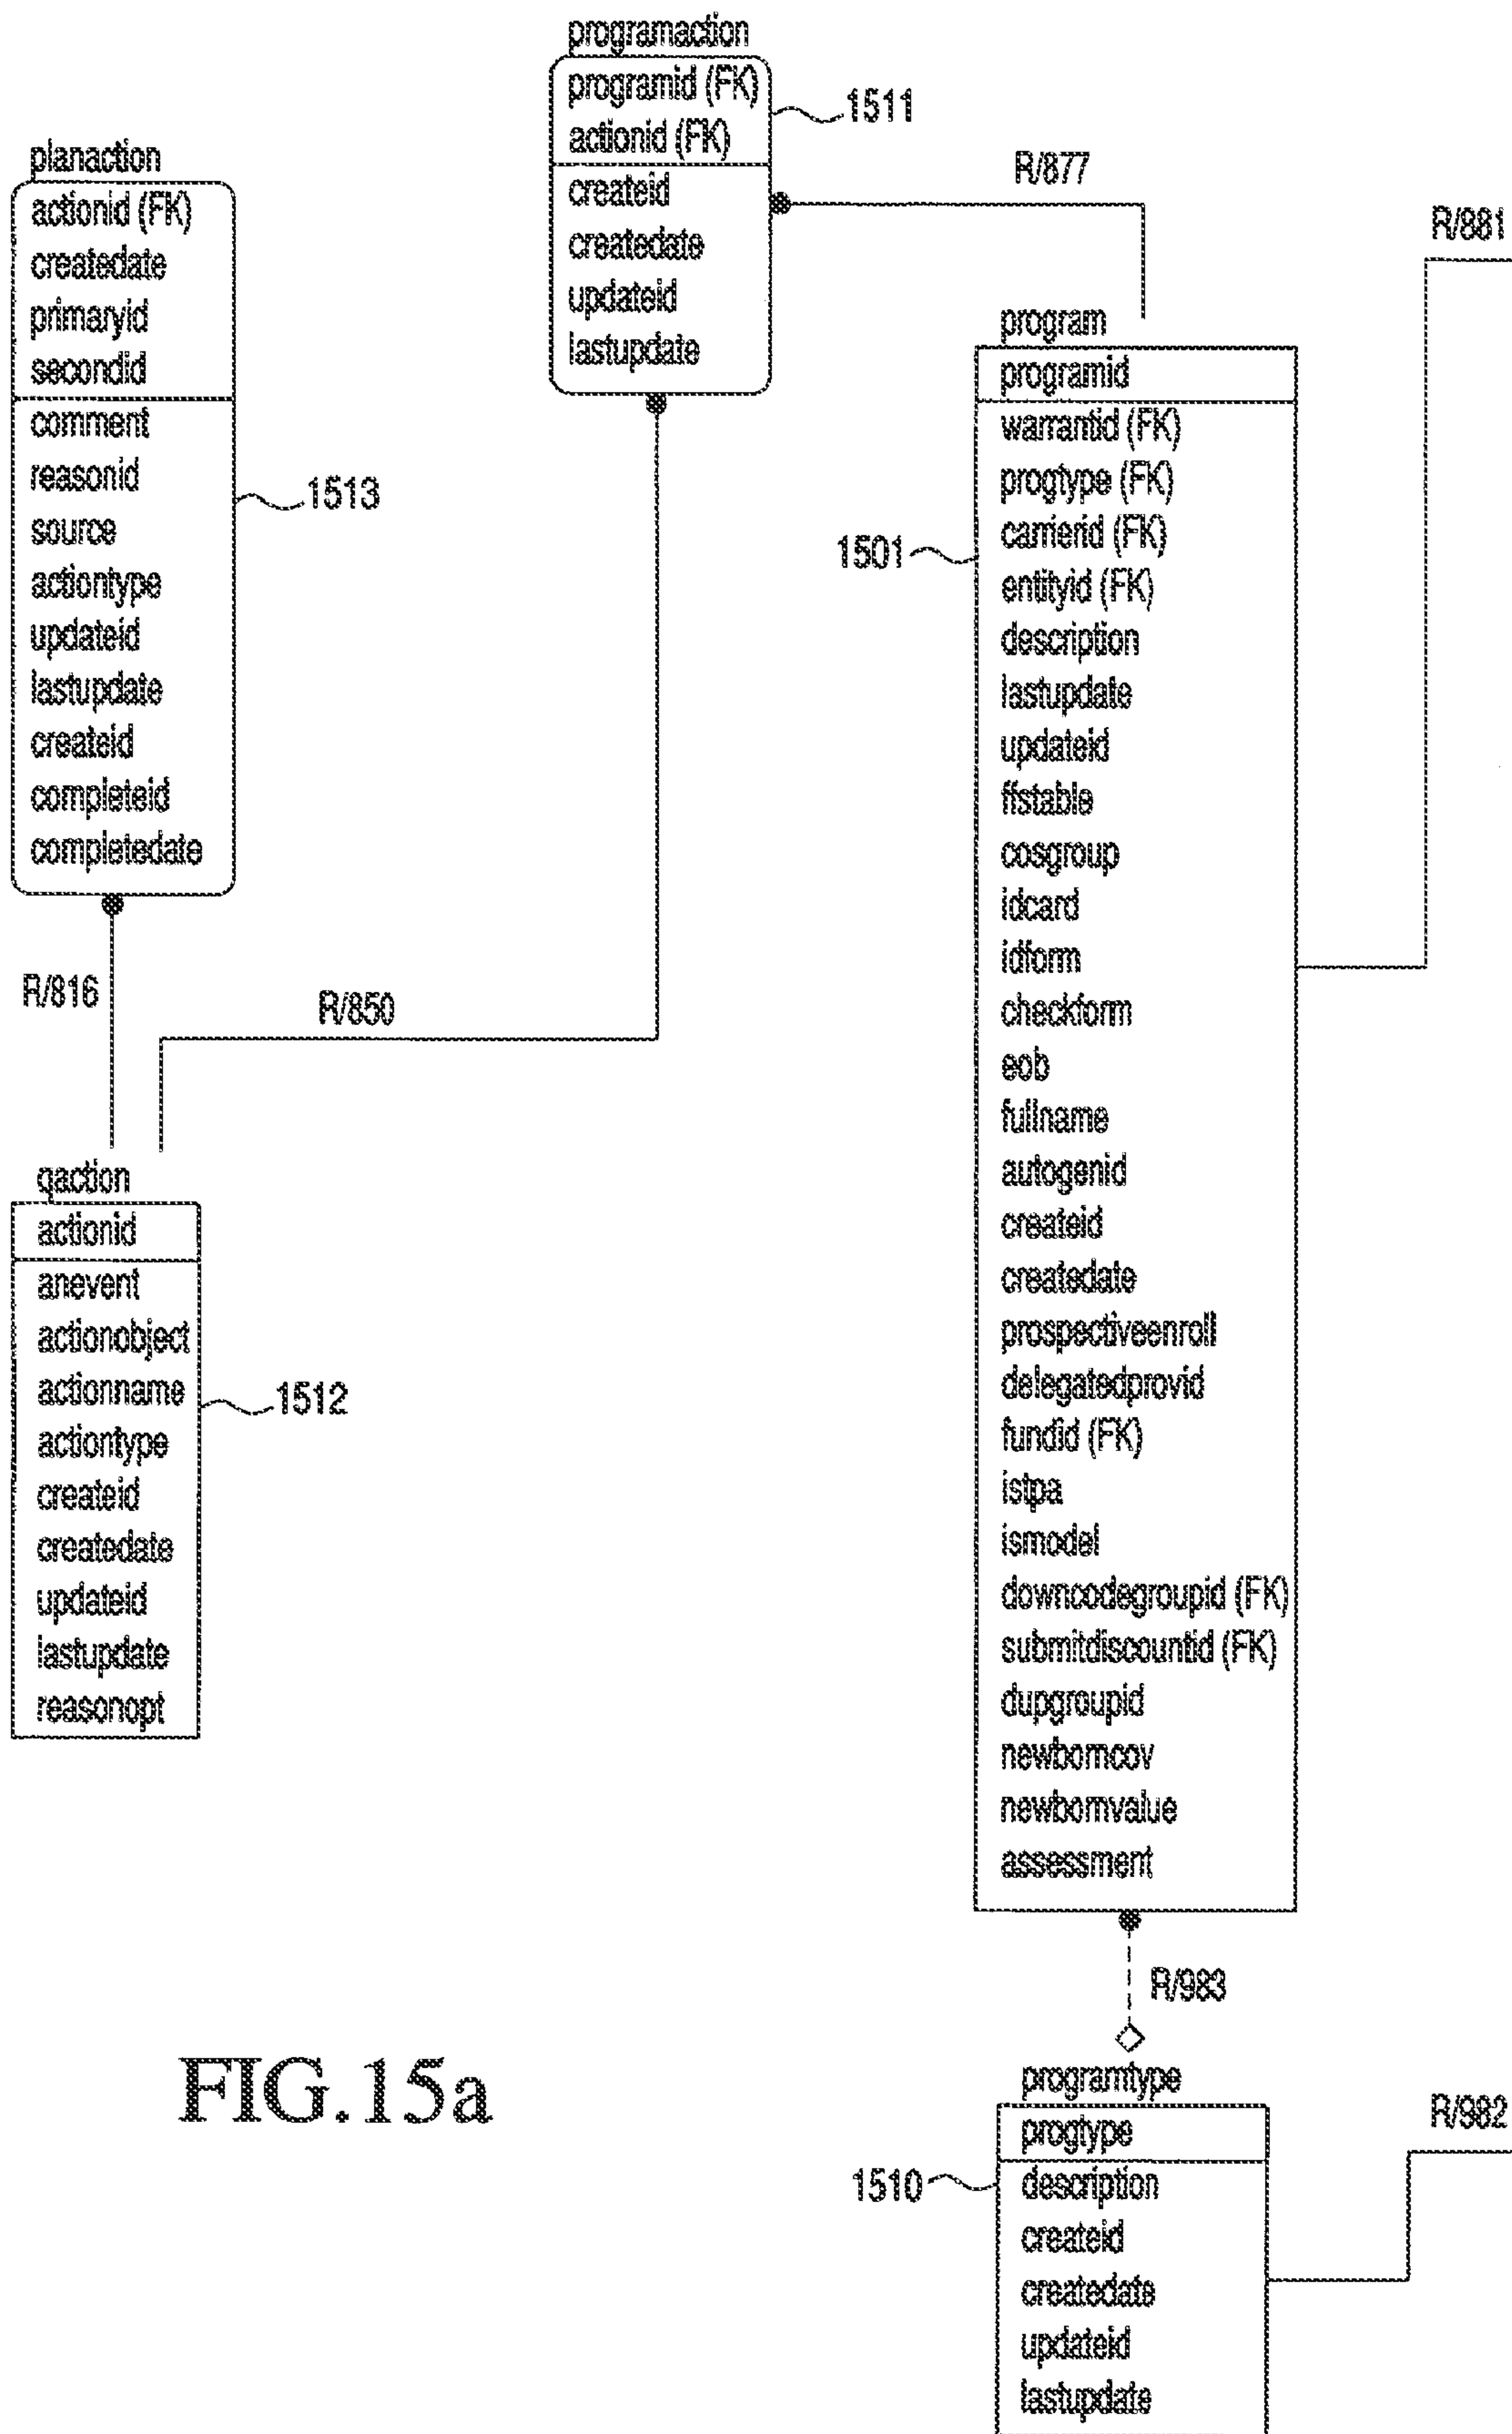 programaction
programid (FK)
actionid (FK)
createid
createdate
updateid
lastupdate
1511
R/877
R/881
planaction
actionid (FK)
createdate
primaryid
secondid
comment
reasonid
source
actiontype
updateid
lastupdate
createid
completeid
completedate
1513
R/816
R/850
program
programid
warrantid (FK)
progtype (FK)
carrierid (FK)
entityid (FK)
description
lastupdate
updateid
ffstable
cosgroup
idcard
idform
checkform
eob
fullname
autogenid
createid
createdate
prospectiveenroll
delegatedprovid
fundid (FK)
istpa
ismodel
downcodegroupid (FK)
submitdiscountid (FK)
dupgroupid
newborncov
newbornvalue
assessment
1501
qaction
actionid
anevent
actionobject
actionname
actiontype
createid
createdate
updateid
lastupdate
reasonopt
1512
R/983
programtype
progtype
description
createid
createdate
updateid
lastupdate
1510
R/982
FIG.15a